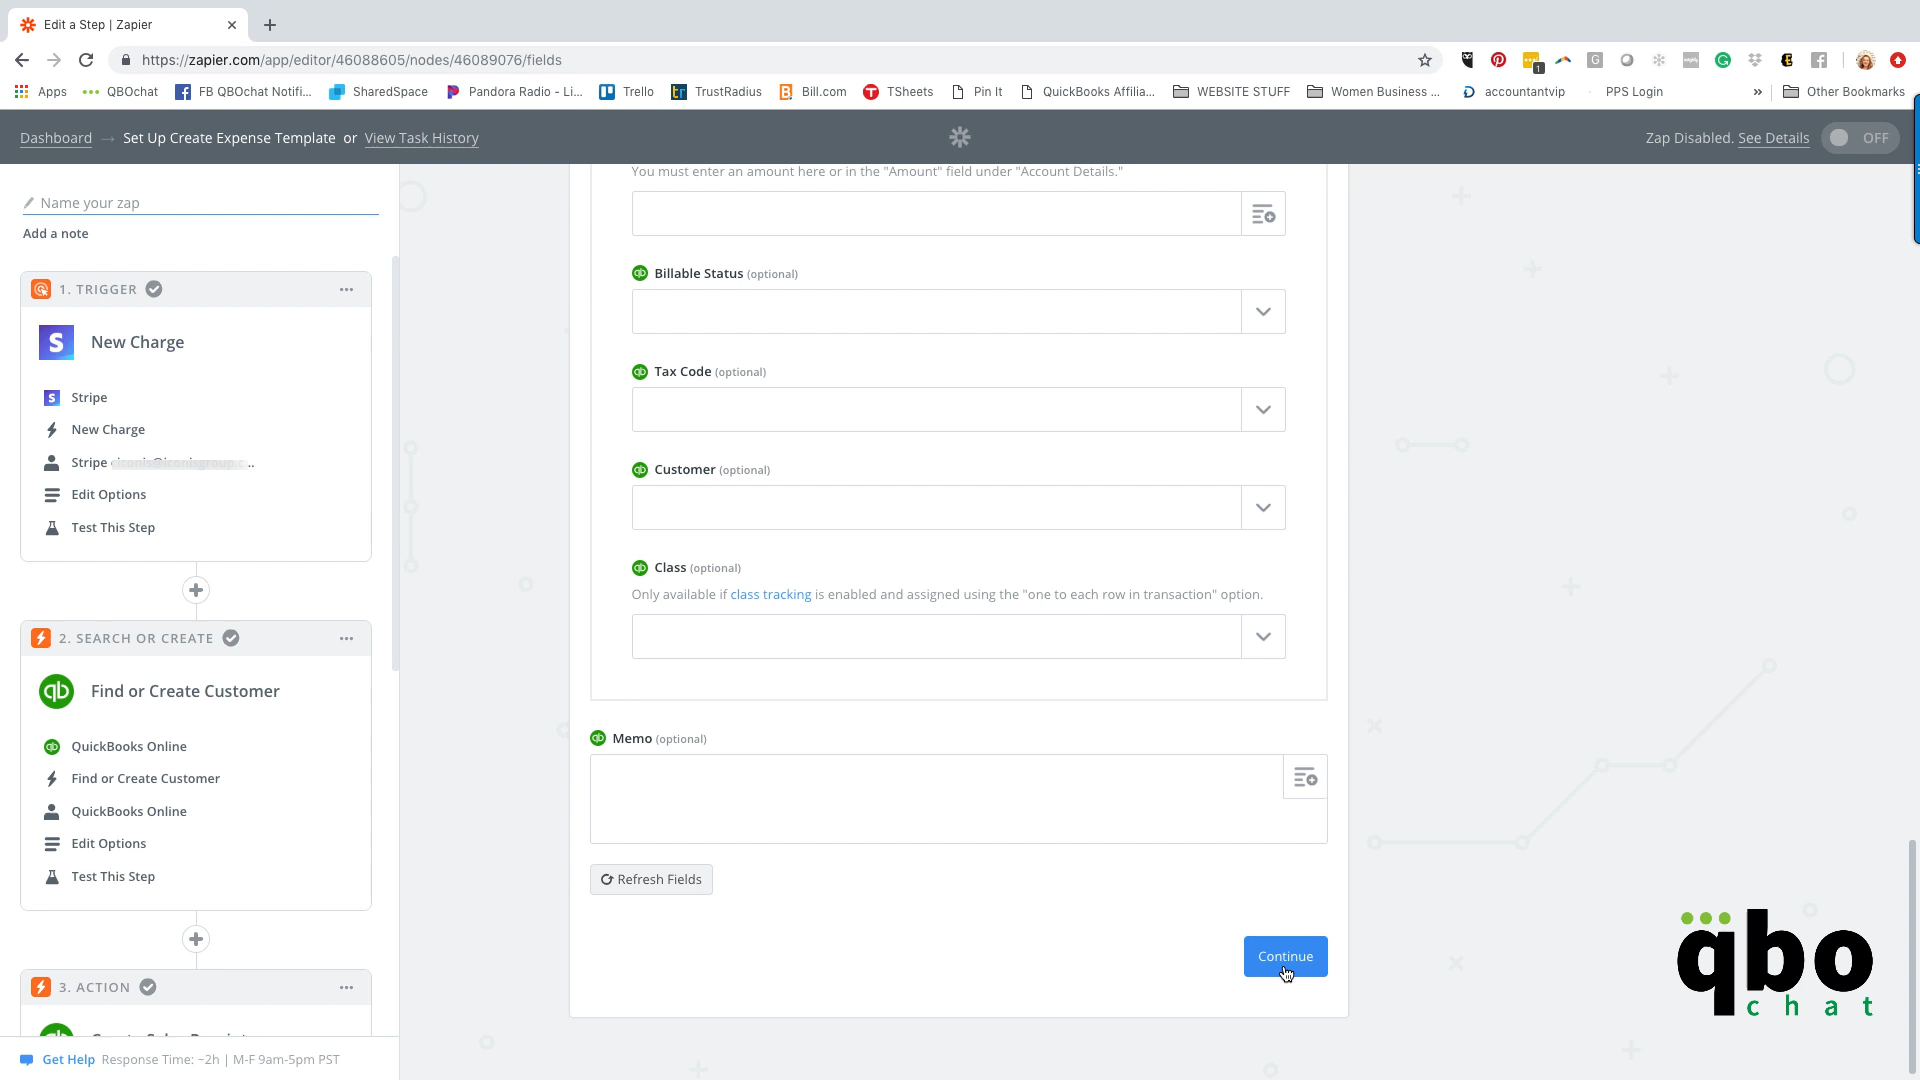 Edit a Step | Zapier
https://zapier.com/app/editor/46088605/nodes/46089076/fields
1
Apps
QBOchat
FB QBOchat Notifi...
SharedSpace
Pandora Radio - Li...
Trello
TrustRadius
Bill.com
TSheets
Pin It
QuickBooks Affilia...
WEBSITE STUFF
Women Business ...
accountantvip
PPS Login
»
Other Bookmarks
Dashboard → Set Up Create Expense Template or View Task History
Zap Disabled. See Details
OFF
Name your zap
Add a note
1. TRIGGER
New Charge
Stripe
New Charge
Stripe
Edit Options
Test This Step
2. SEARCH OR CREATE
Find or Create Customer
QuickBooks Online
Find or Create Customer
QuickBooks Online
Edit Options
Test This Step
3. ACTION
Get Help Response Time: ~2h | M-F 9am-5pm PST
You must enter an amount here or in the "Amount" field under "Account Details."
Billable Status (optional)
Tax Code (optional)
Customer (optional)
Class (optional)
Only available if class tracking is enabled and assigned using the "one to each row in transaction" option.
Memo (optional)
Refresh Fields
Continue
qbo
chat